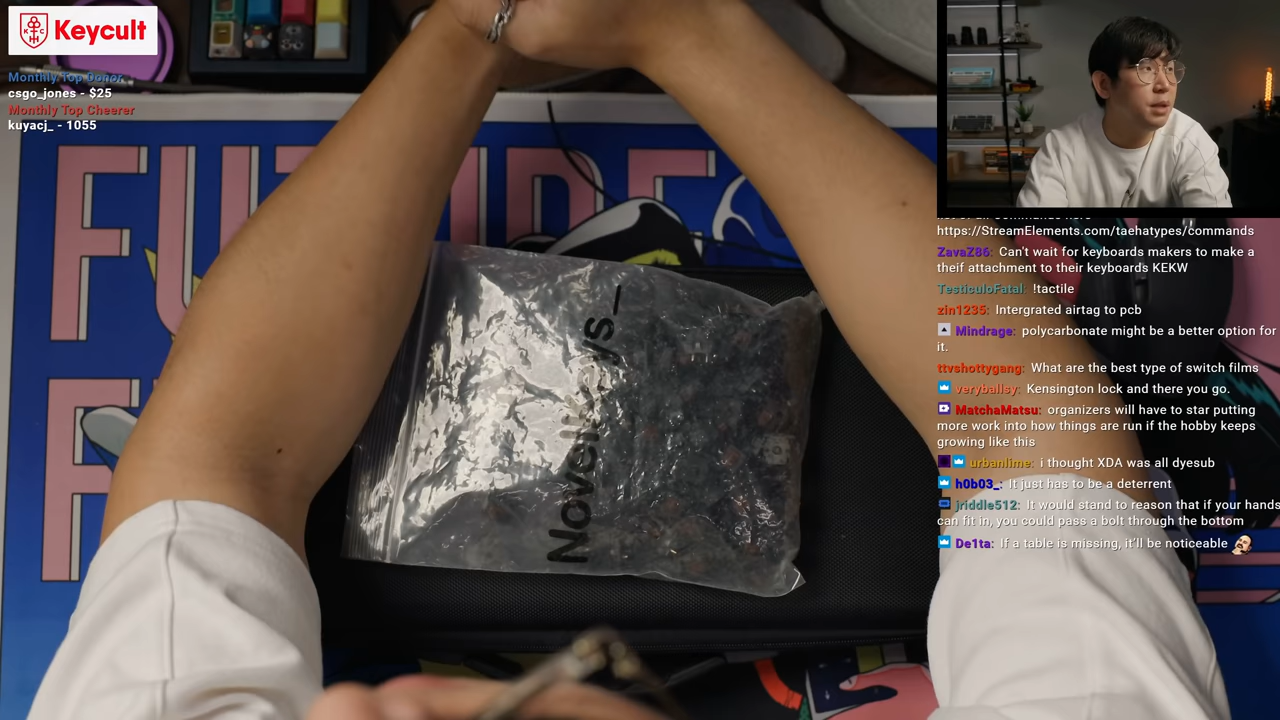 Keycult
Monthly Top Donor
csgo_jones - $25
Monthly Top Cheerer
kuyacj_ - 1055
FUTURE
F
NovelKeys_
https://StreamElements.com/taehatypes/commands
ZavaZ86: Can't wait for keyboards makers to make a
theif attachment to their keyboards KEKW
TesticuloFatal: !tactile
zin1235: Intergrated airtag to pcb
Mindrage: polycarbonate might be a better option for
it.
ttvshottygang: What are the best type of switch films
veryballsy: Kensington lock and there you go.
MatchaMatsu: organizers will have to star putting
more work into how things are run if the hobby keeps
growing like this
urbanlime: i thought XDA was all dyesub
h0b03_: It just has to be a deterrent
jriddle512: It would stand to reason that if your hands
can fit in, you could pass a bolt through the bottom
De1ta: If a table is missing, it'll be noticeable